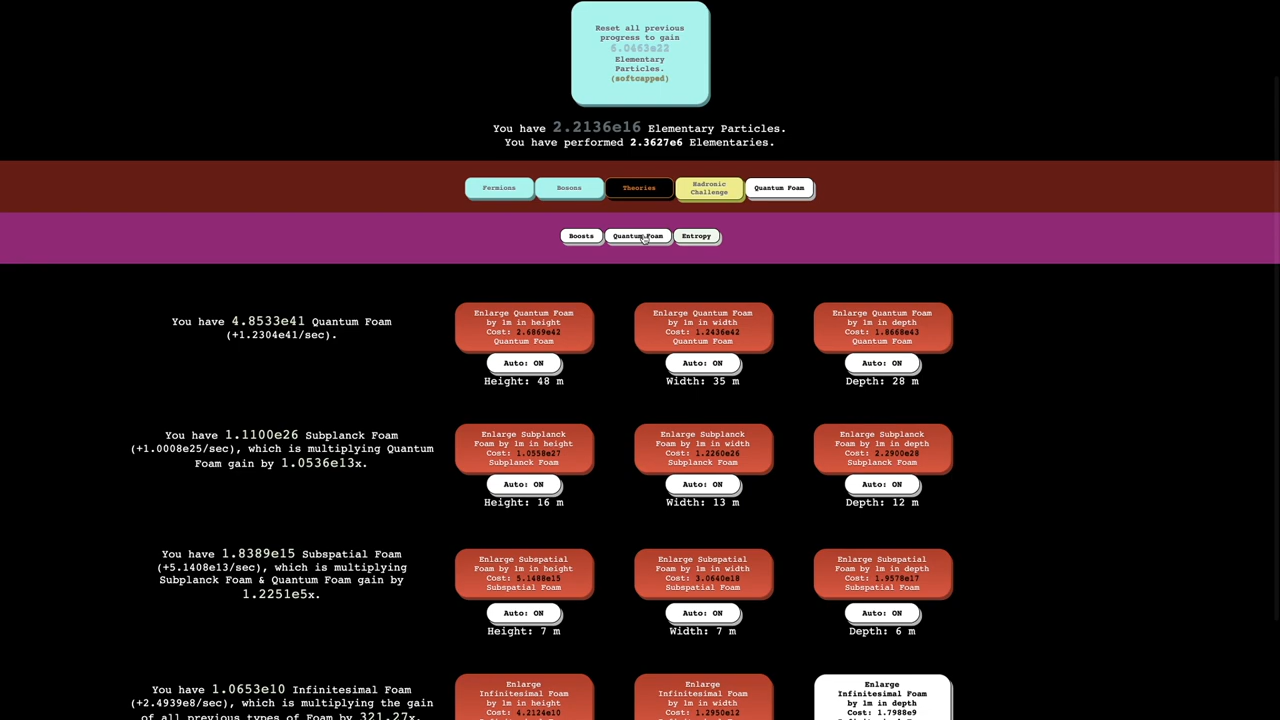 Reset all previous
progress to gain
6.0463e22
Elementary
Particles.
(softcapped)
You have 2.2136e16 Elementary Particles.
You have performed 2.3627e6 Elementaries.
Fermions
Bosons
Theories
Hadronic
Challenge
Quantum Foam
Boosts
Quantum Foam
Entropy
You have 4.8533e41 Quantum Foam
(+1.2304e41/sec).
Enlarge Quantum Foam
by 1m in height
Cost: 2.6869e42
Quantum Foam
Auto: ON
Height: 48 m
Enlarge Quantum Foam
by 1m in width
Cost: 1.2436e42
Quantum Foam
Auto: ON
Width: 35 m
Enlarge Quantum Foam
by 1m in depth
Cost: 1.8668e43
Quantum Foam
Auto: ON
Depth: 28 m
You have 1.1100e26 Subplanck Foam
(+1.0008e25/sec), which is multiplying Quantum
Foam gain by 1.0536e13x.
Enlarge Subplanck
Foam by 1m in height
Cost: 1.0558e27
Subplanck Foam
Auto: ON
Height: 16 m
Enlarge Subplanck
Foam by 1m in width
Cost: 1.2260e26
Subplanck Foam
Auto: ON
Width: 13 m
Enlarge Subplanck
Foam by 1m in depth
Cost: 2.2900e28
Subplanck Foam
Auto: ON
Depth: 12 m
You have 1.8389e15 Subspatial Foam
(+5.1408e13/sec), which is multiplying
Subplanck Foam & Quantum Foam gain by
1.2251e5x.
Enlarge Subspatial
Foam by 1m in height
Cost: 5.1488e15
Subspatial Foam
Auto: ON
Height: 7 m
Enlarge Subspatial
Foam by 1m in width
Cost: 3.0640e18
Subspatial Foam
Auto: ON
Width: 7 m
Enlarge Subspatial
Foam by 1m in depth
Cost: 1.9578e17
Subspatial Foam
Auto: ON
Depth: 6 m
You have 1.0653e10 Infinitesimal Foam
(+2.4939e8/sec), which is multiplying the gain
of all previous types of Foam by 321.27x.
Enlarge
Infinitesimal Foam
by 1m in height
Cost: 4.2124e10
Enlarge
Infinitesimal Foam
by 1m in width
Cost: 1.2950e12
Enlarge
Infinitesimal Foam
by 1m in depth
Cost: 1.7988e9